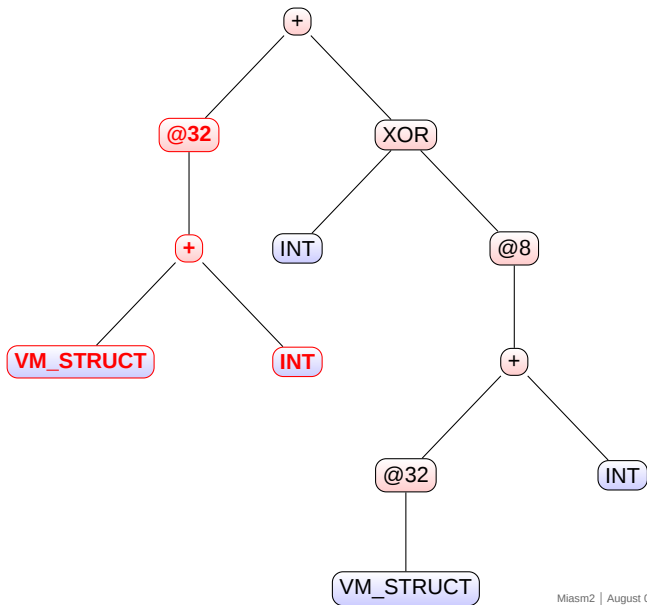 +
@32
XOR
+
INT
@8
VM_STRUCT
INT
+
@32
INT
VM_STRUCT
Miasm2 | August